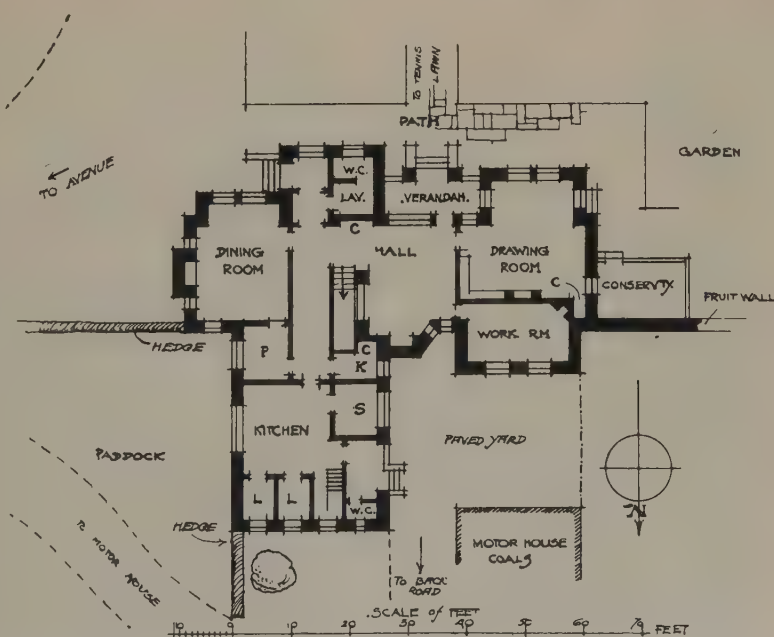 TO TENNIS
LAWN
PATH
GARDEN
TO AVENUE
W.C.
LAV.
VERANDAH.
C
DINING
ROOM
HALL
DRAWING
ROOM
C
CONSERVTY
FRUIT WALL
HEDGE
P
C
K
WORK RM
S
KITCHEN
PADDOCK
PAVED YARD
L
L
W.C.
N
HEDGE
TO MOTOR HOUSE
MOTOR HOUSE
COALS
TO BACK
ROAD
SCALE of FEET
10 0 10 20 30 40 50 60 70 FEET